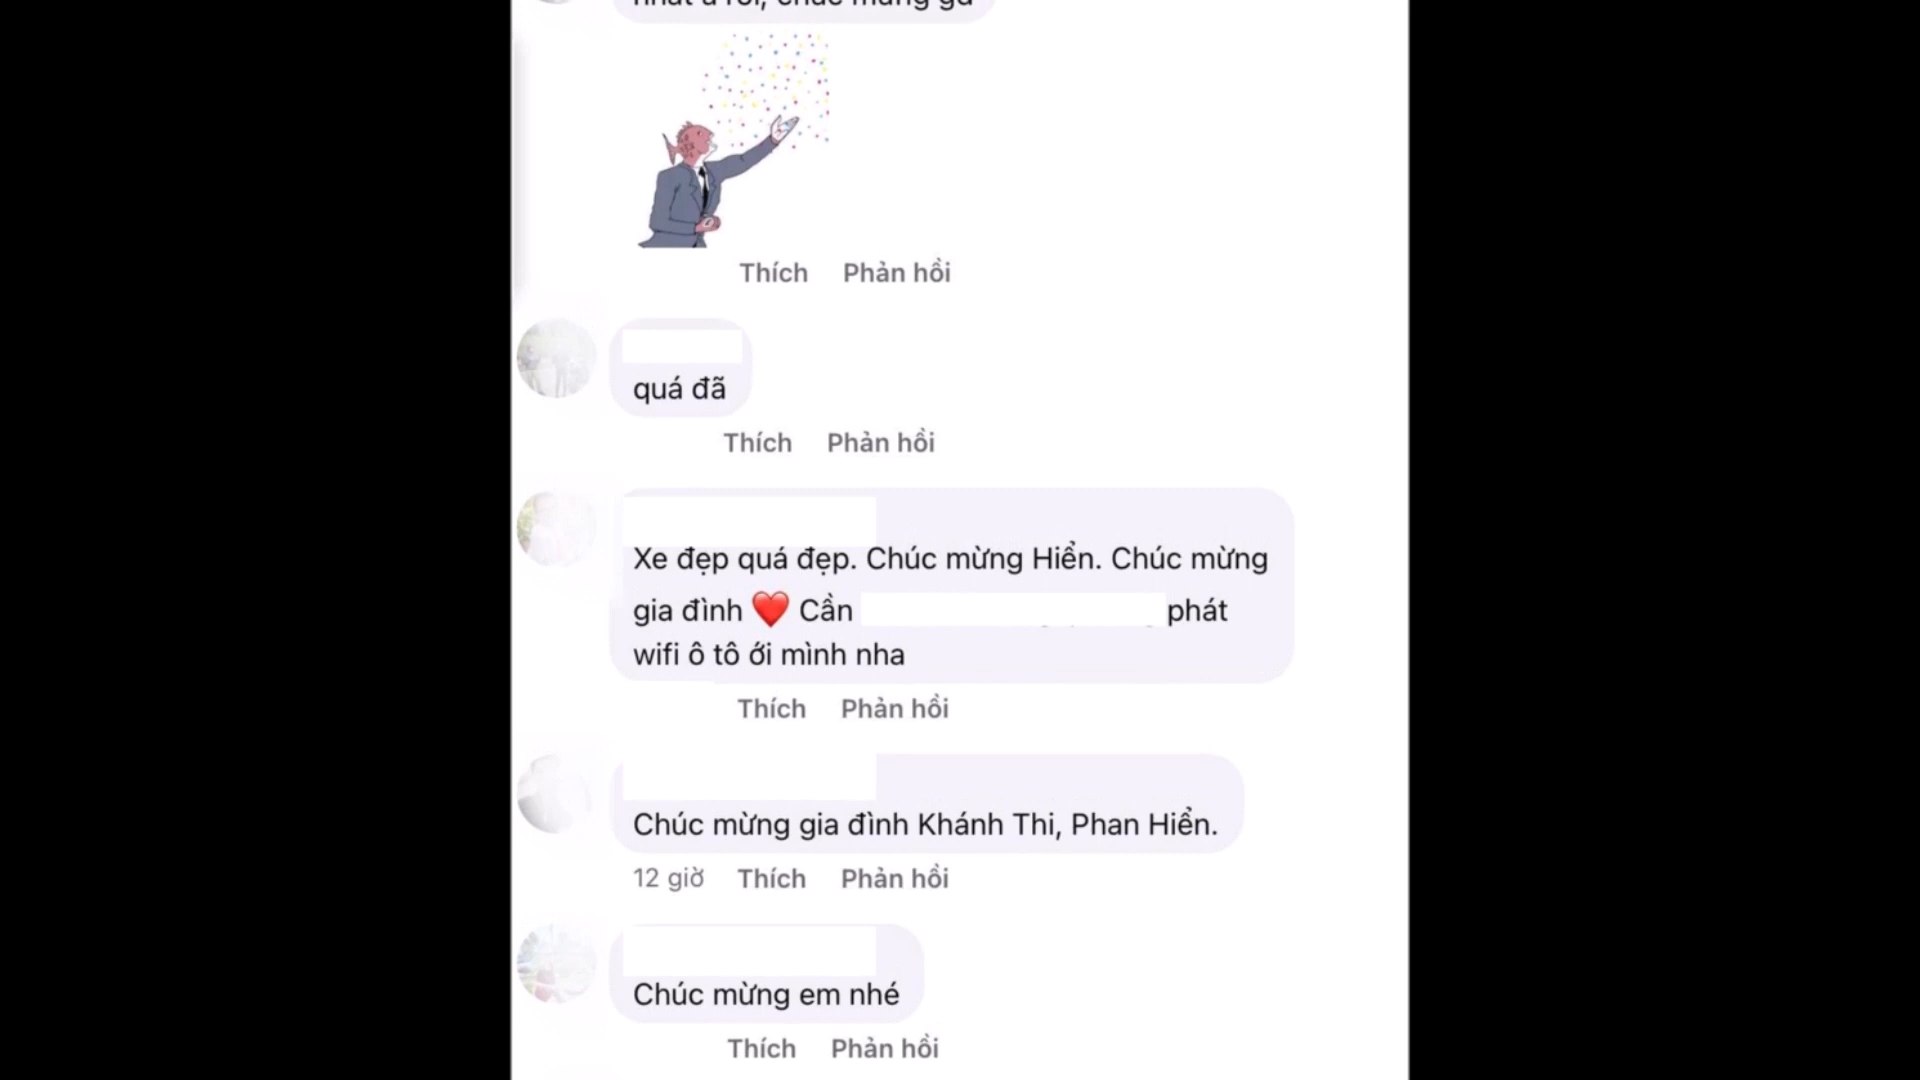 Thích Phản hồi
quá đã
Thích Phản hồi
Xe đẹp quá đẹp. Chúc mừng Hiển. Chúc mừng
gia đình ❤️ Cần phát
wifi ô tô ới mình nha
Thích Phản hồi
Chúc mừng gia đình Khánh Thi, Phan Hiển.
12 giờ Thích Phản hồi
Chúc mừng em nhé
Thích Phản hồi